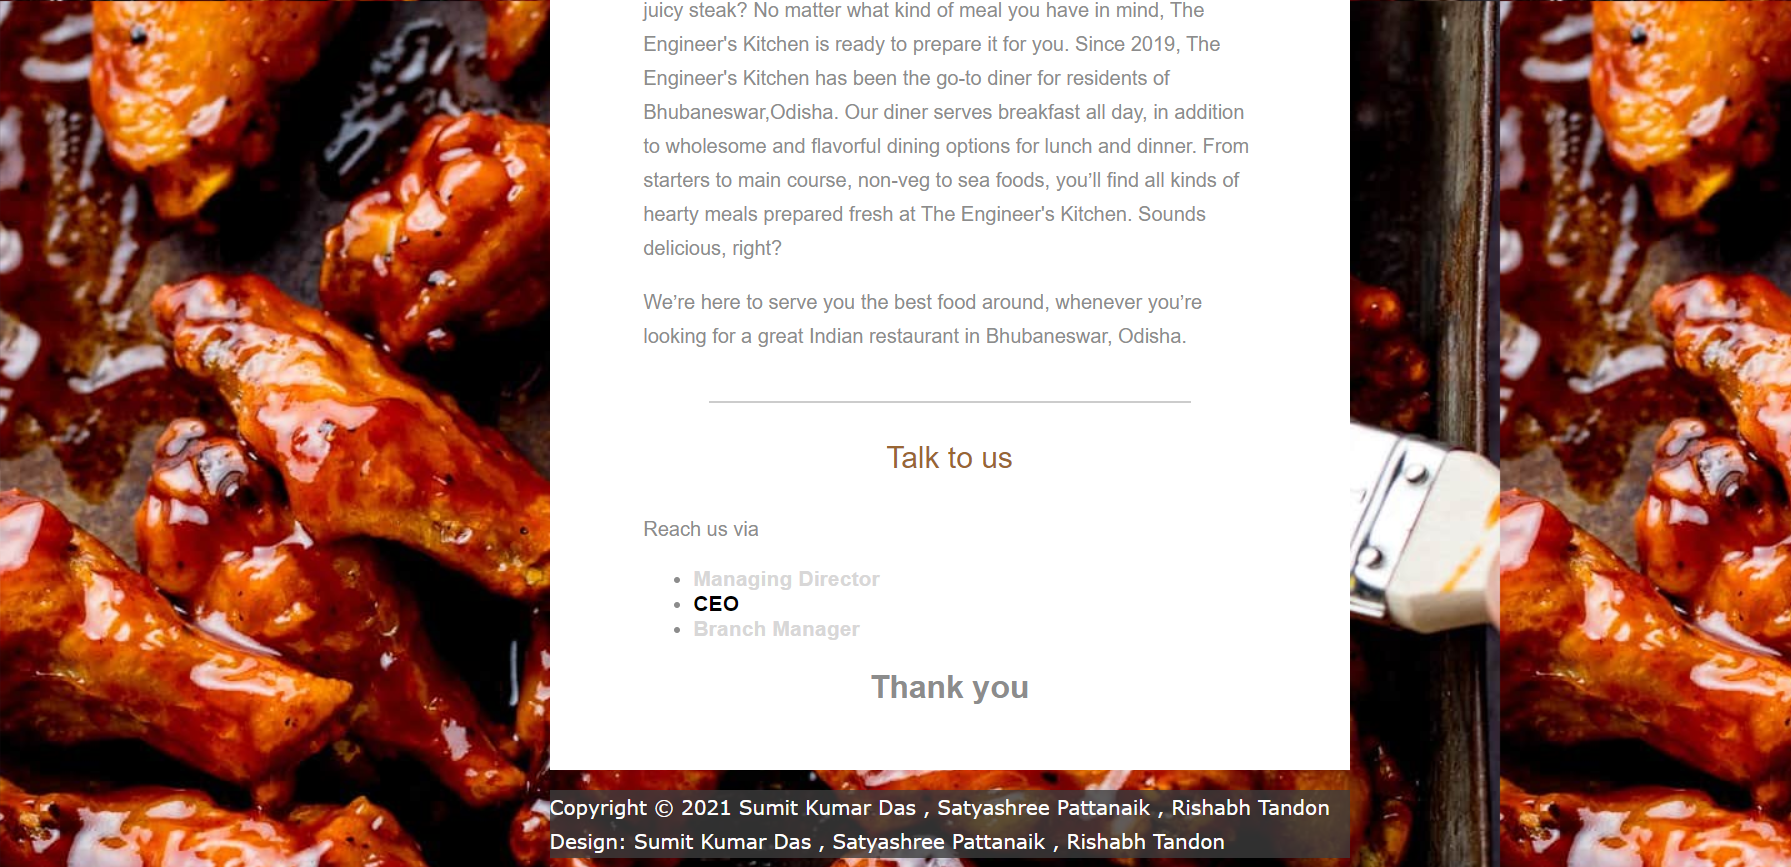 juicy steak? No matter what kind of meal you have in mind, The
Engineer's Kitchen is ready to prepare it for you. Since 2019, The
Engineer's Kitchen has been the go-to diner for residents of
Bhubaneswar,Odisha. Our diner serves breakfast all day, in addition
to wholesome and flavorful dining options for lunch and dinner. From
starters to main course, non-veg to sea foods, you’ll find all kinds of
hearty meals prepared fresh at The Engineer's Kitchen. Sounds
delicious, right?
We’re here to serve you the best food around, whenever you’re
looking for a great Indian restaurant in Bhubaneswar, Odisha.
Talk to us
Reach us via
Managing Director
CEO
Branch Manager
Thank you
Copyright © 2021 Sumit Kumar Das , Satyashree Pattanaik , Rishabh Tandon
Design: Sumit Kumar Das , Satyashree Pattanaik , Rishabh Tandon